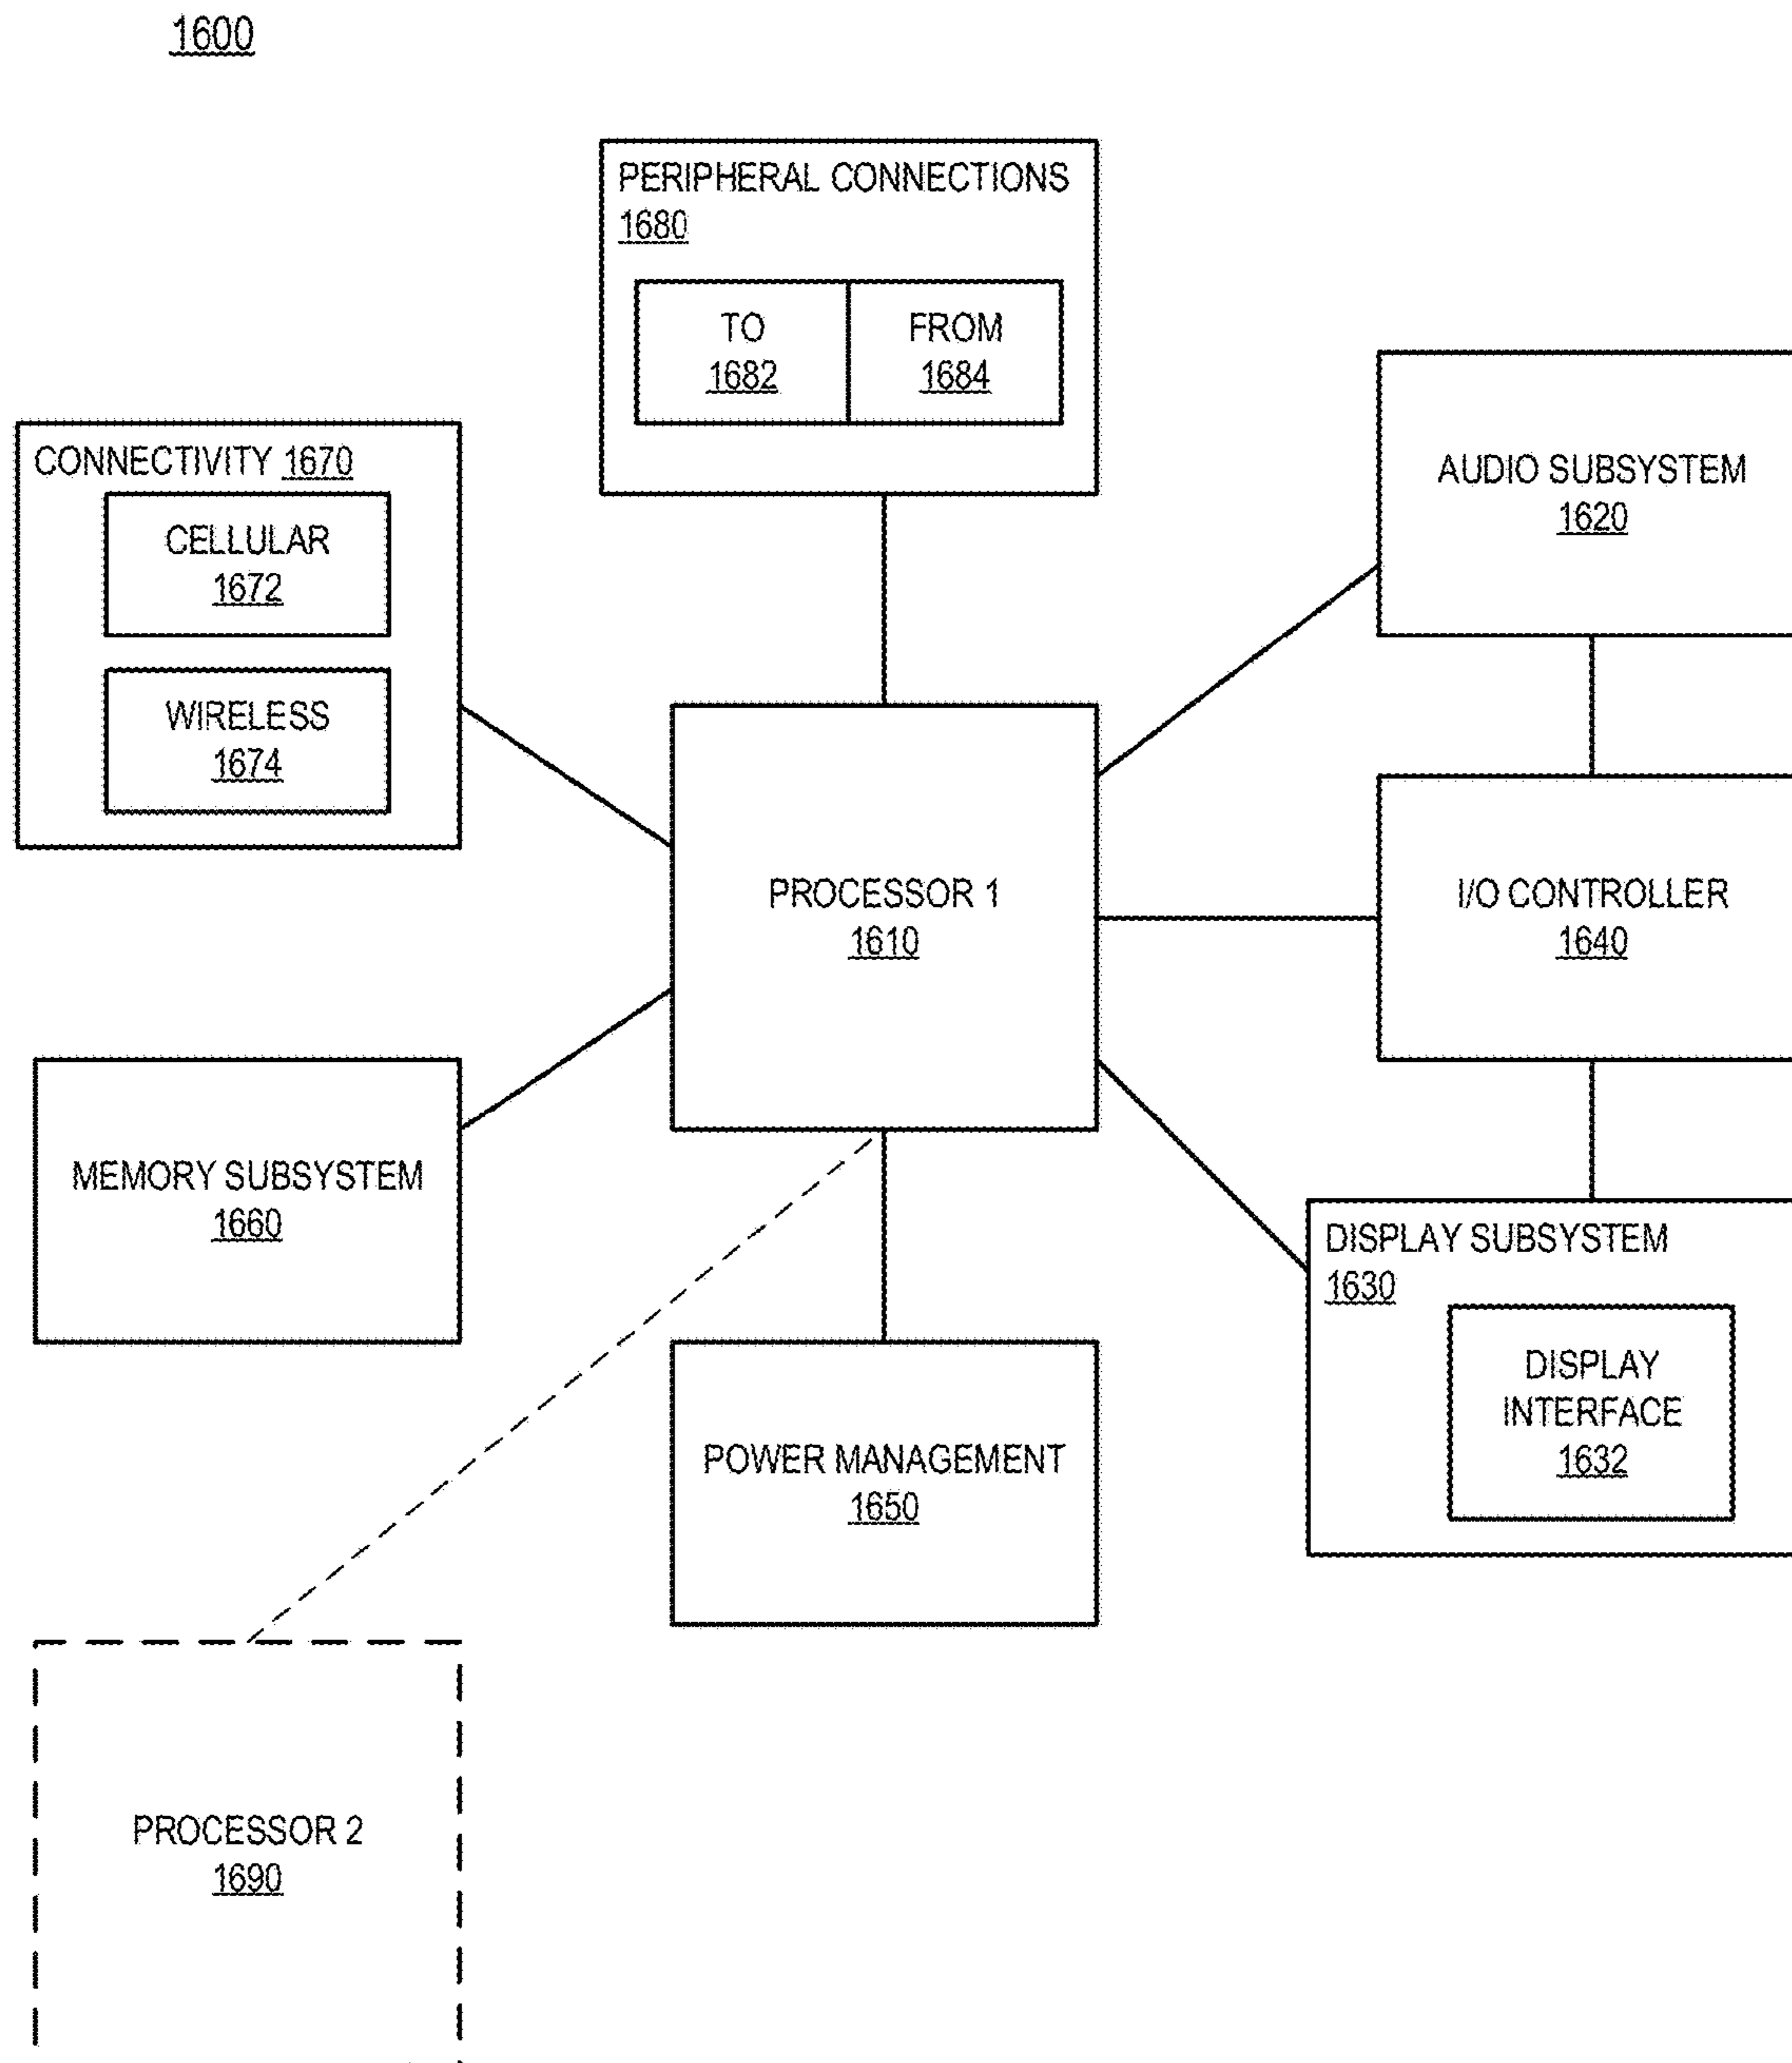 1600
PERIPHERAL CONNECTIONS
1680
TO
1682
FROM
1684
CONNECTIVITY 1670
CELLULAR
1672
WIRELESS
1674
AUDIO SUBSYSTEM
1620
PROCESSOR 1
1610
I/O CONTROLLER
1640
MEMORY SUBSYSTEM
1660
DISPLAY SUBSYSTEM
1630
DISPLAY
INTERFACE
1632
POWER MANAGEMENT
1650
PROCESSOR 2
1690